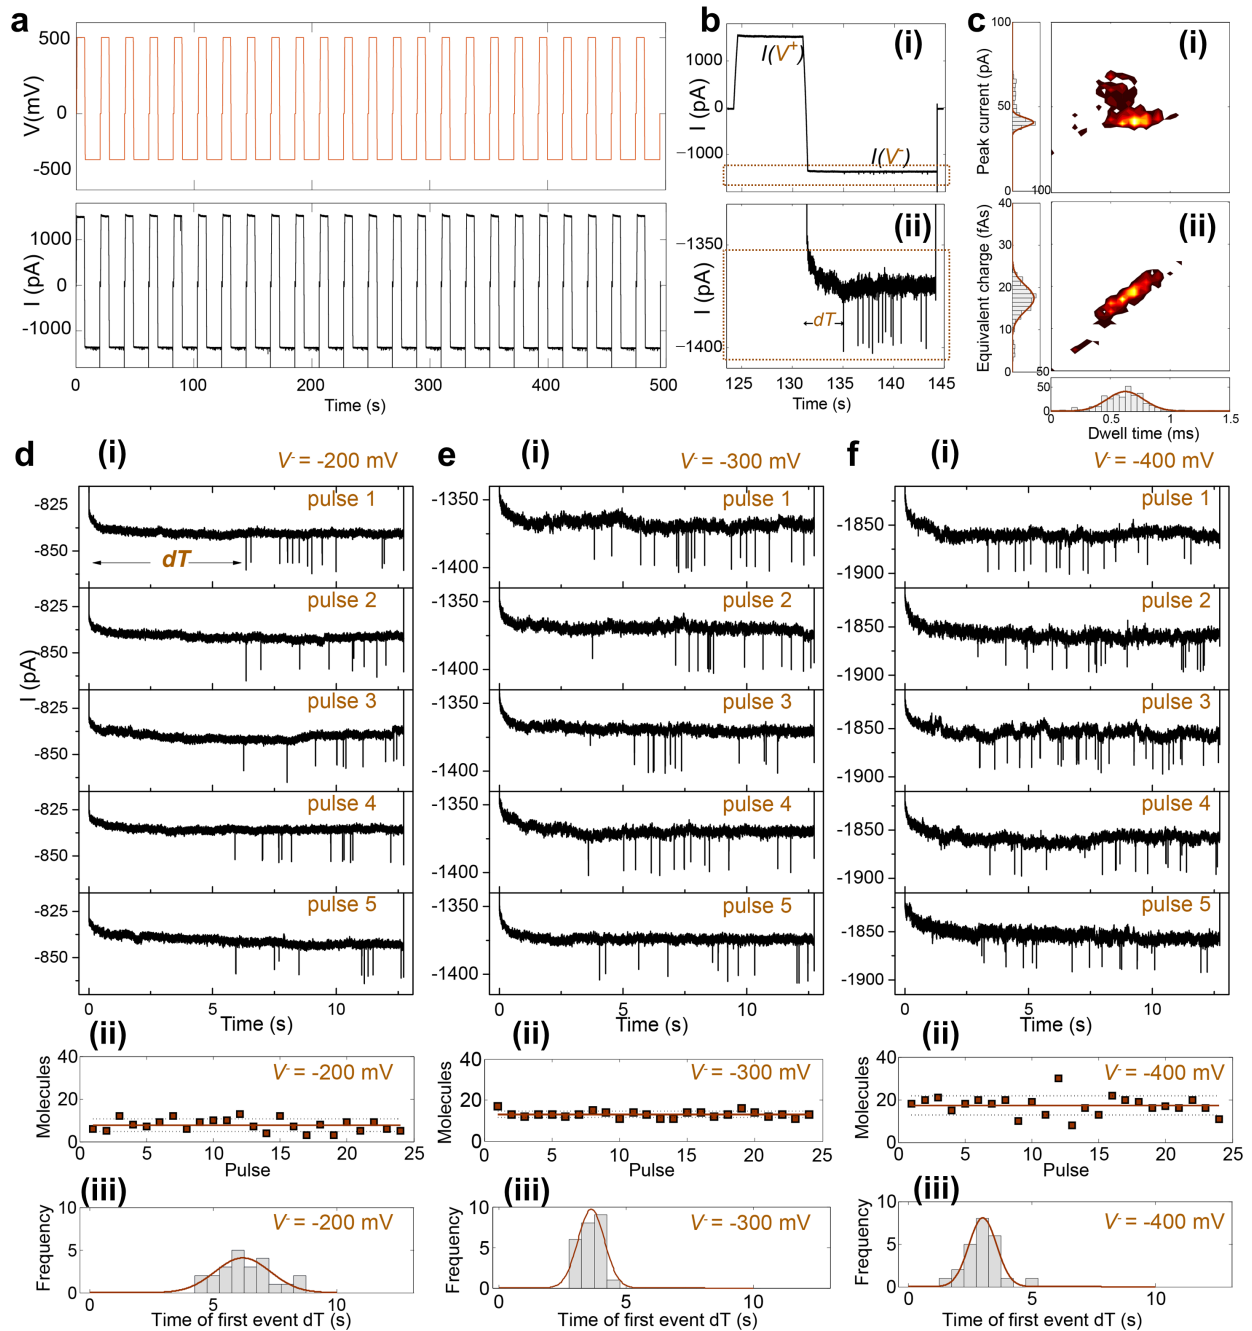 a
V(mV)
500
0
-500
I (pA)
1000
0
-1000
0 100 200 300 400 500
Time (s)
b
(i)
I(V+)
I(V-)
I (pA)
1000
0
−1000
(ii)
I (pA)
−1350
−1400
dT
125 130 135 140 145
Time (s)
c
(i)
Peak current (pA)
100
50
0
100
(ii)
Equivalent charge (fAs)
40
30
20
10
0
50
50
0
0 0.5 1 1.5
Dwell time (ms)
d
(i)
V- = -200 mV
pulse 1
dT
-825
-850
pulse 2
-825
-850
I (pA)
pulse 3
-825
-850
pulse 4
-825
-850
pulse 5
-825
-850
0 5 10
Time (s)
(ii)
V- = -200 mV
Molecules
40
20
0
0 5 10 15 20 25
Pulse
(iii)
V- = -200 mV
Frequency
10
5
0
0 5 10
Time of first event dT (s)
e
(i)
V- = -300 mV
pulse 1
-1350
-1400
pulse 2
-1350
-1400
pulse 3
-1350
-1400
pulse 4
-1350
-1400
pulse 5
-1350
-1400
0 5 10
Time (s)
(ii)
V- = -300 mV
Molecules
40
20
0
0 5 10 15 20 25
Pulse
(iii)
V- = -300 mV
Frequency
10
5
0
0 5 10
Time of first event dT (s)
f
(i)
V- = -400 mV
pulse 1
-1850
-1900
pulse 2
-1850
-1900
pulse 3
-1850
-1900
pulse 4
-1850
-1900
pulse 5
-1850
-1900
0 5 10
Time (s)
(ii)
V- = -400 mV
Molecules
40
20
0
0 5 10 15 20 25
Pulse
(iii)
V- = -400 mV
Frequency
10
5
0
0 5 10
Time of first event dT (s)